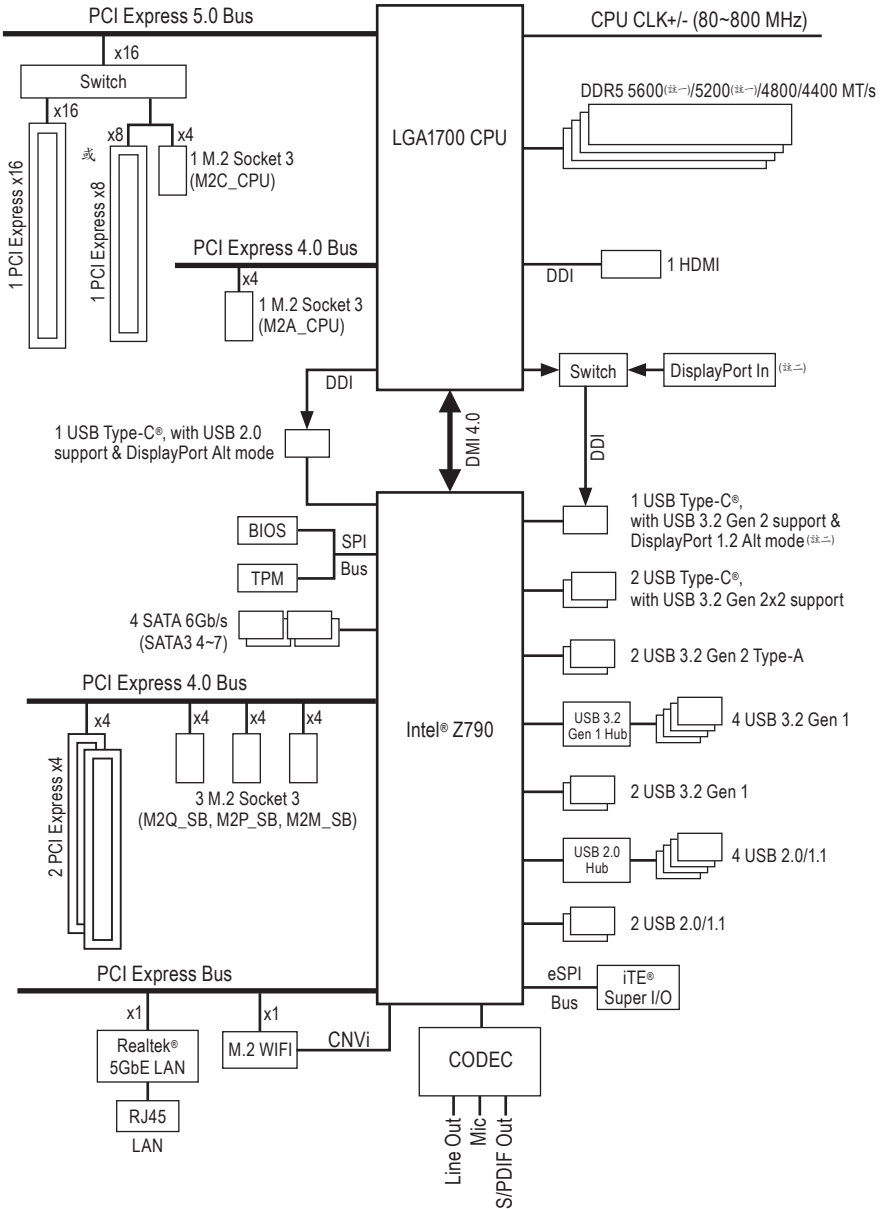 PCI Express 5.0 Bus
x16
Switch
x16
x8
x4
或
1 PCI Express x16
1 PCI Express x8
1 M.2 Socket 3
(M2C_CPU)
PCI Express 4.0 Bus
x4
1 M.2 Socket 3
(M2A_CPU)
LGA1700 CPU
CPU CLK+/- (80~800 MHz)
DDR5 5600(註一)/5200(註一)/4800/4400 MT/s
DDI
1 HDMI
Switch
DisplayPort In (註二)
DDI
DDI
DMI 4.0
1 USB Type-C®, with USB 2.0
support & DisplayPort Alt mode
BIOS
TPM
SPI
Bus
4 SATA 6Gb/s
(SATA3 4~7)
PCI Express 4.0 Bus
x4
x4
x4
x4
2 PCI Express x4
3 M.2 Socket 3
(M2Q_SB, M2P_SB, M2M_SB)
Intel® Z790
1 USB Type-C®,
with USB 3.2 Gen 2 support &
DisplayPort 1.2 Alt mode(註二)
2 USB Type-C®,
with USB 3.2 Gen 2x2 support
2 USB 3.2 Gen 2 Type-A
USB 3.2
Gen 1 Hub
4 USB 3.2 Gen 1
2 USB 3.2 Gen 1
USB 2.0
Hub
4 USB 2.0/1.1
2 USB 2.0/1.1
eSPI
Bus
iTE®
Super I/O
PCI Express Bus
x1
x1
Realtek®
5GbE LAN
M.2 WIFI
CNVi
RJ45
LAN
CODEC
Line Out
Mic
S/PDIF Out